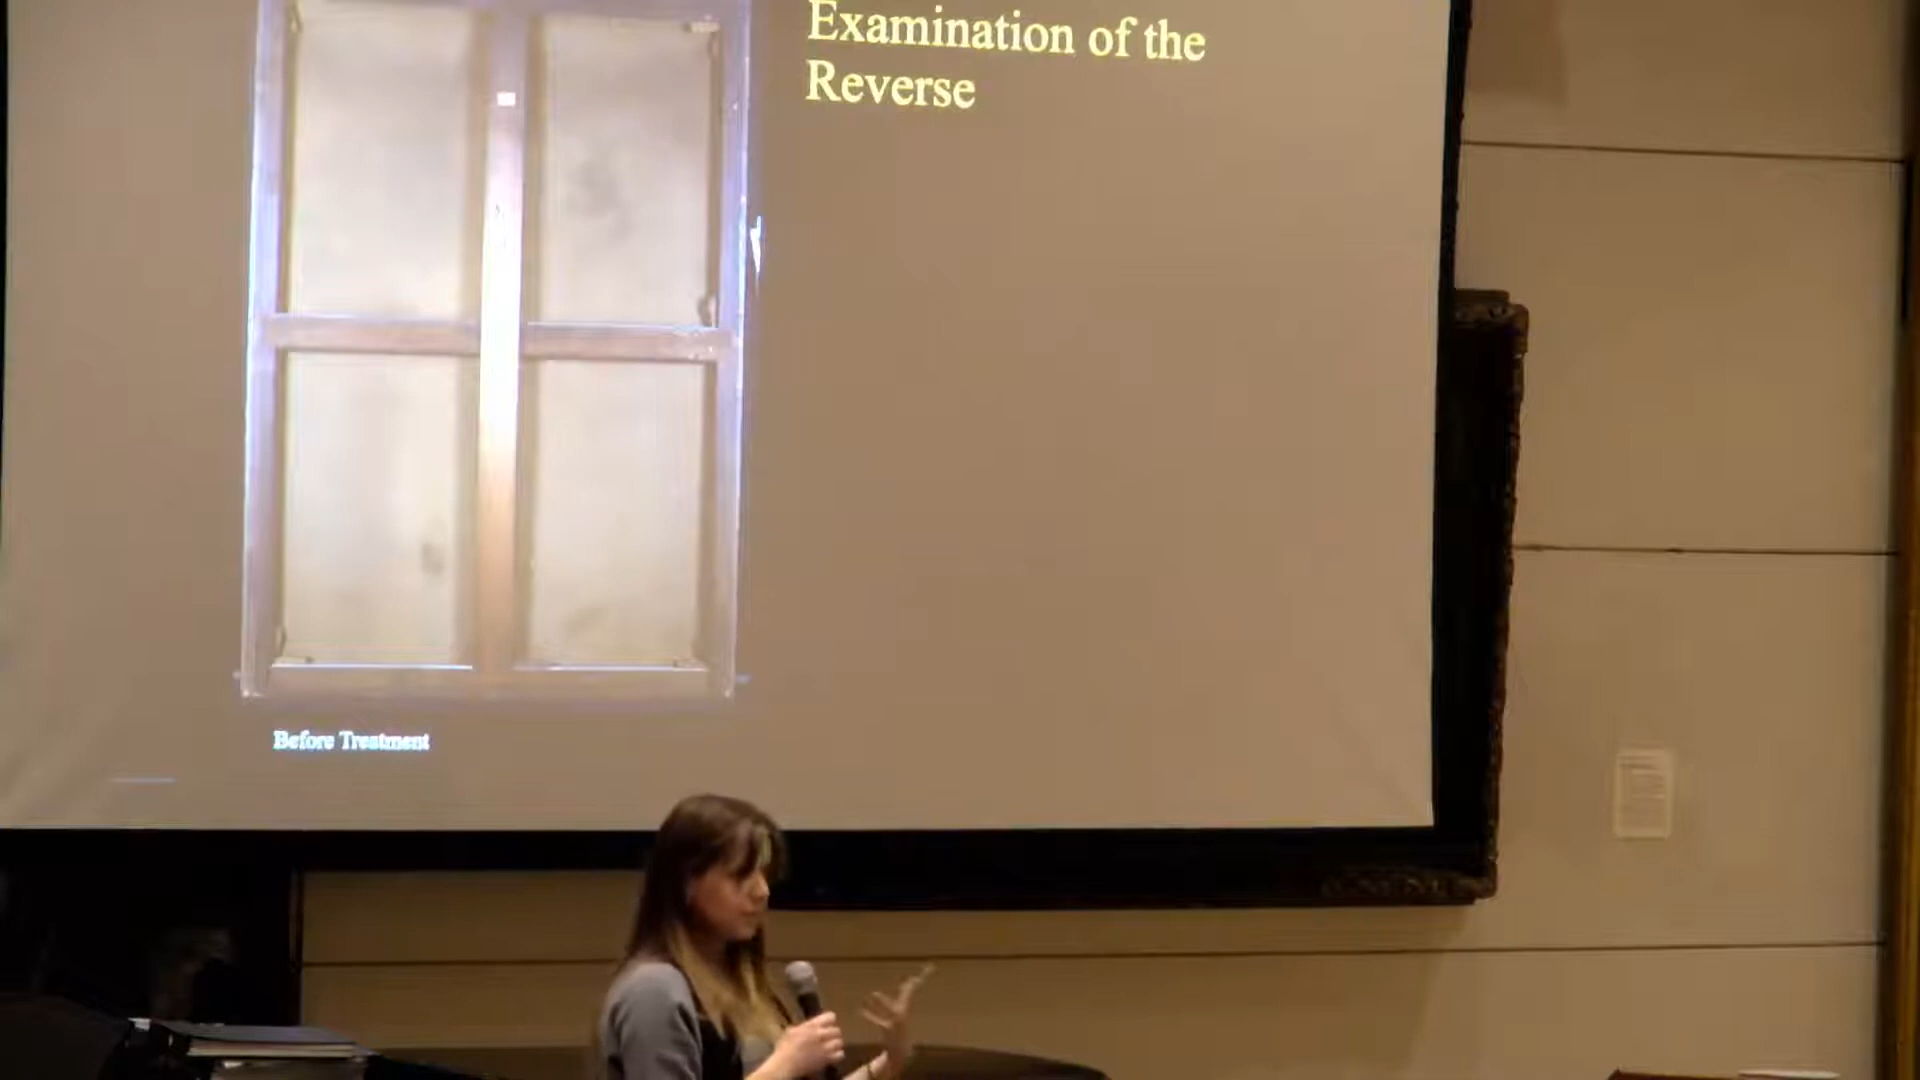 Examination of the
Reverse
Before Treatment